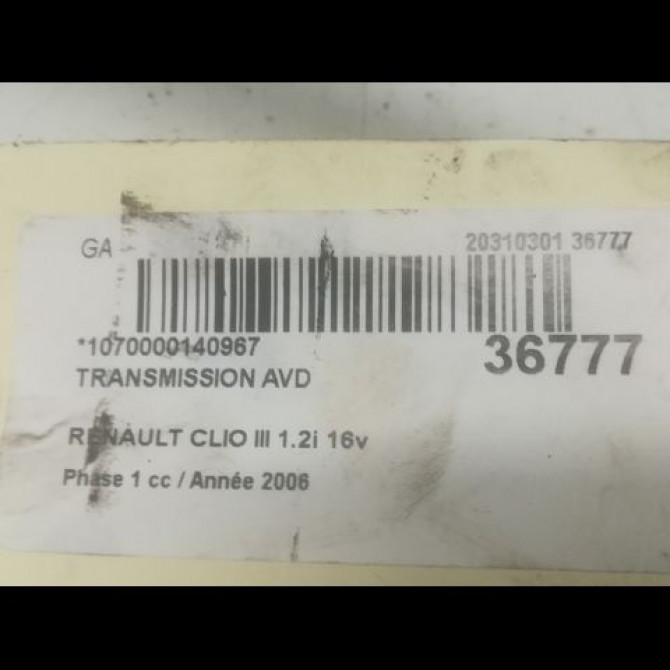 GA 20310301 36777
*1070000140967 36777
TRANSMISSION AVD
RENAULT CLIO III 1.2i 16v
Phase 1 cc / Année 2006